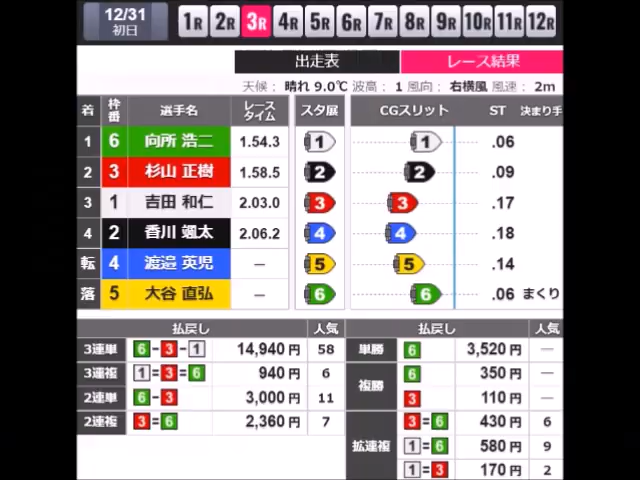 12/31
初日
1R 2R 3R 4R 5R 6R 7R 8R 9R 10R 11R 12R
出走表 レース結果
天候： 晴れ 9.0℃ 波高： 1 風向： 右横風 風速： 2m
着 枠番 選手名 レースタイム スタ展 CGスリット ST 決まり手
1 6 向所 浩二 1.54.3 1 1 .06
2 3 杉山 正樹 1.58.5 2 2 .09
3 1 吉田 和仁 2.03.0 3 3 .17
4 2 香川 颯太 2.06.2 4 4 .18
転 4 渡邉 英児 － 5 5 .14
落 5 大谷 直弘 － 6 6 .06 まくり
払戻し 人気
3連単 6-3-1 14,940円 58
3連複 1=3=6 940円 6
2連単 6-3 3,000円 11
2連複 3=6 2,360円 7
払戻し 人気
単勝 6 3,520円 —
複勝 6 350円 —
3 110円 —
拡連複 3=6 430円 6
1=6 580円 9
1=3 170円 2